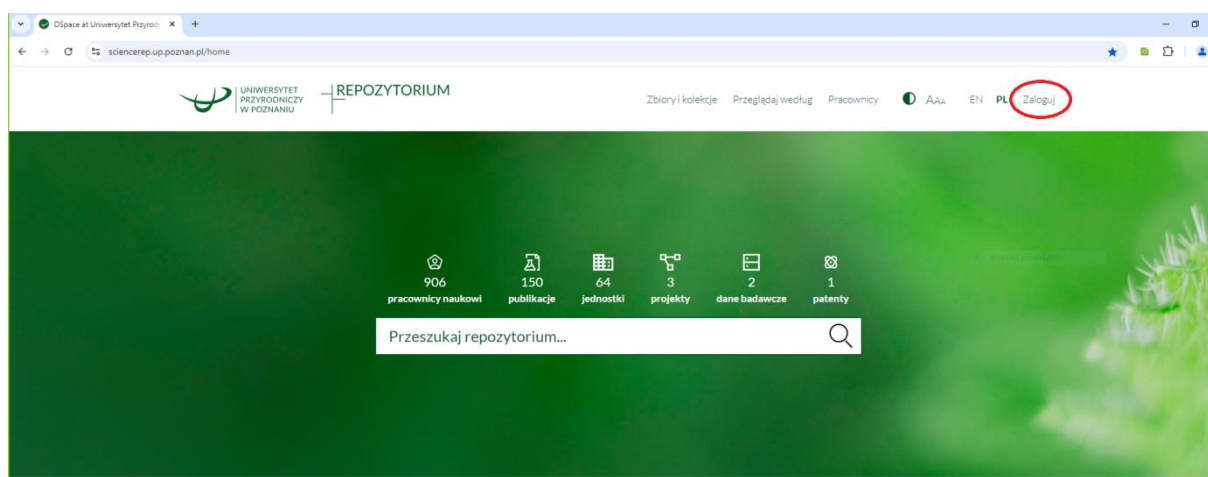 DSpace at Uniwersytet Przyrod
sciencerep.up.poznan.pl/home
UNIWERSYTET
PRZYRODNICZY
W POZNANIU
REPOZYTORIUM
Zbiory i kolekcje Przeglądaj według Pracownicy AAA EN PL Zaloguj
906 150 64 3 2 1
pracownicy naukowi publikacje jednostki projekty dane badawcze patenty
Przeszukaj repozytorium...